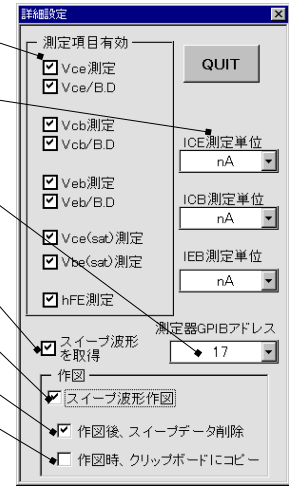 詳細設定
測定項目有効
QUIT
Vce測定
Vce/B.D
Vcb測定
Vcb/B.D
ICE測定単位
nA
Veb測定
Veb/B.D
ICB測定単位
nA
Vce(sat)測定
Vbe(sat)測定
IEB測定単位
nA
hFE測定
スイープ波形
を取得
測定器GPIBアドレス
17
作図
スイープ波形作図
作図後、スイープデータ削除
作図時、クリップボードにコピー